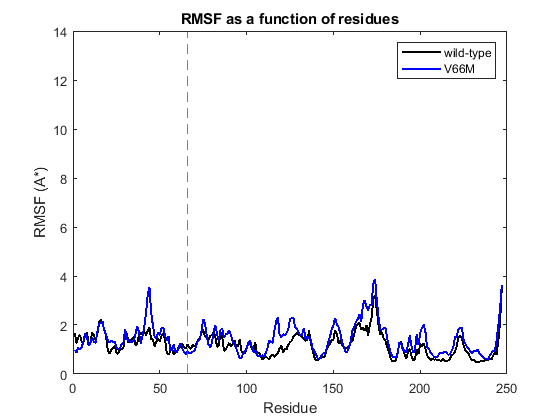 RMSF as a function of residues
14
12
10
8
6
4
2
0
RMSF (A*)
wild-type
V66M
0 50 100 150 200 250
Residue